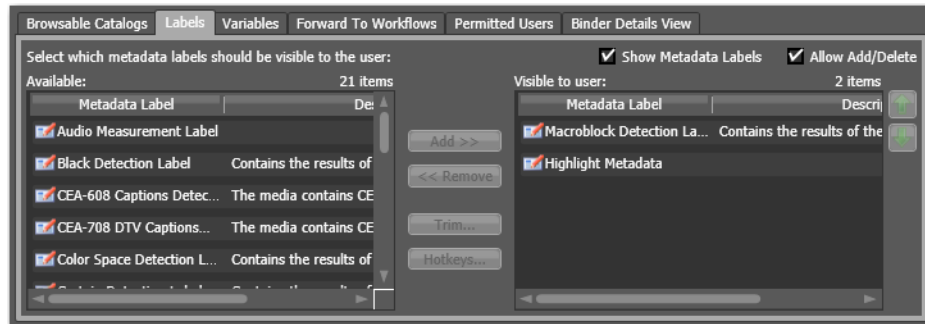 Browsable Catalogs Labels Variables Forward To Workflows Permitted Users Binder Details View
Select which metadata labels should be visible to the user: Show Metadata Labels Allow Add/Delete
Available: 21 items Visible to user: 2 items
Metadata Label Des Metadata Label Descrip
Audio Measurement Label Add >> Macroblock Detection La... Contains the results of the
Black Detection Label Contains the results of << Remove Highlight Metadata
CEA-608 Captions Detec... The media contains CE
CEA-708 DTV Captions... The media contains CE Trim...
Color Space Detection L... Contains the results of Hotkeys...